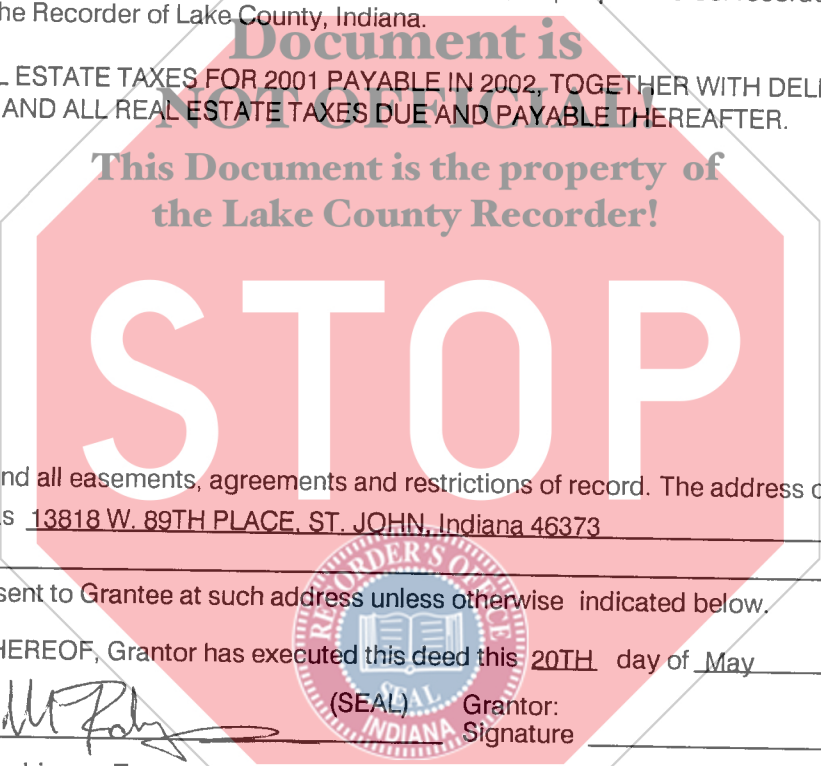 he Recorder of Lake County, Indiana.
Document is
L ESTATE TAXES FOR 2001 PAYABLE IN 2002, TOGETHER WITH DELI
NOT OFFICIAL!
AND ALL REAL ESTATE TAXES DUE AND PAYABLE THEREAFTER.
This Document is the property of
the Lake County Recorder!
STOP
nd all easements, agreements and restrictions of record. The address o
s 13818 W. 89TH PLACE, ST. JOHN, Indiana 46373
RECORDER'S OFFICE
sent to Grantee at such address unless otherwise indicated below.
HEREOF, Grantor has executed this deed this 20TH day of May
SEAL
INDIANA
(SEAL) Grantor:
Signature